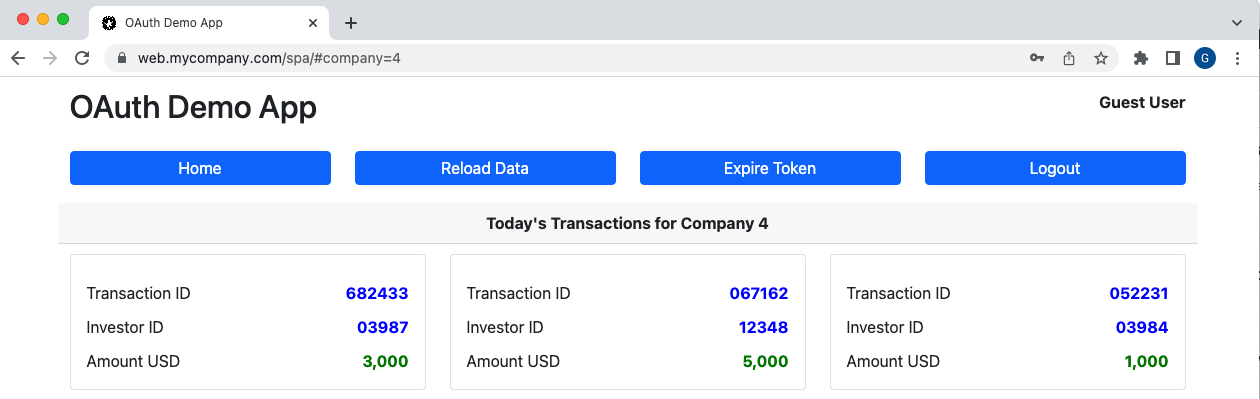 OAuth Demo App
web.mycompany.com/spa/#company=4
G
OAuth Demo App
Guest User
Home
Reload Data
Expire Token
Logout
Today's Transactions for Company 4
Transaction ID 682433
Investor ID 03987
Amount USD 3,000
Transaction ID 067162
Investor ID 12348
Amount USD 5,000
Transaction ID 052231
Investor ID 03984
Amount USD 1,000